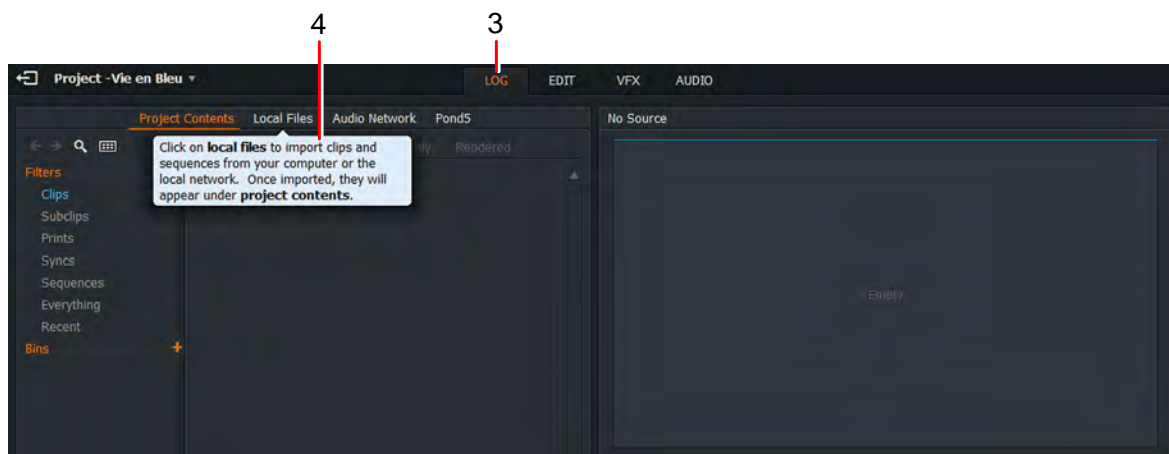 4 3
Project -Vie en Bleu
LOG EDIT VFX AUDIO
Project Contents Local Files Audio Network Pond5
No Source
Rendered
Click on local files to import clips and
sequences from your computer or the
local network. Once imported, they will
appear under project contents.
Filters
Clips
Subclips
Prints
Syncs
Sequences
Everything
Recent
Bins +
Empty